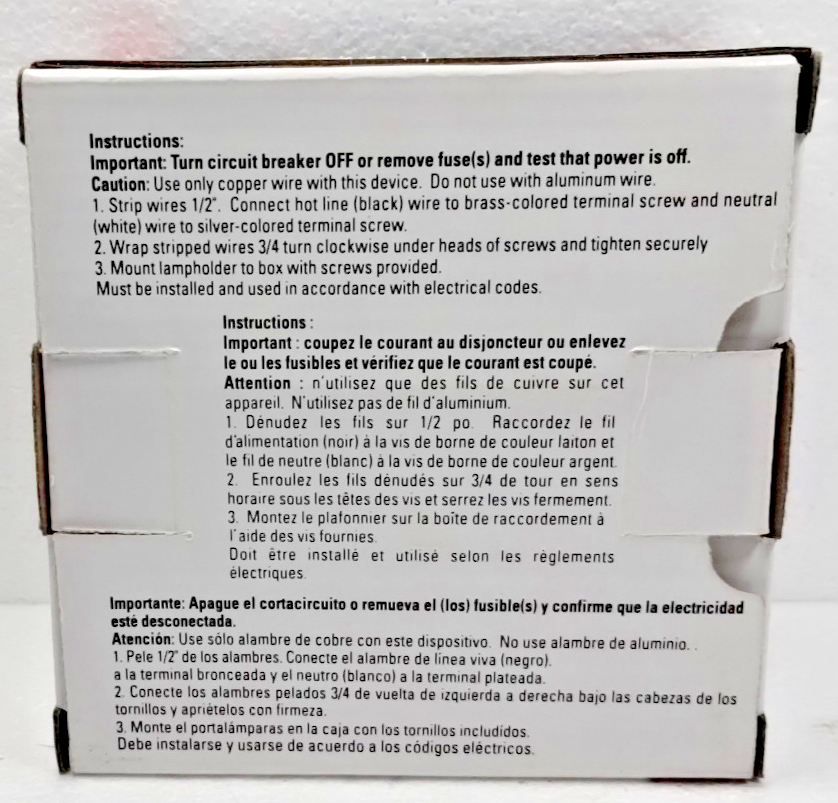 Instructions:
Important: Turn circuit breaker OFF or remove fuse(s) and test that power is off.
Caution: Use only copper wire with this device. Do not use with aluminum wire.
1. Strip wires 1/2". Connect hot line (black) wire to brass-colored terminal screw and neutral
(white) wire to silver-colored terminal screw.
2. Wrap stripped wires 3/4 turn clockwise under heads of screws and tighten securely
3. Mount lampholder to box with screws provided.
Must be installed and used in accordance with electrical codes.
Instructions :
Important : coupez le courant au disjoncteur ou enlevez
le ou les fusibles et vérifiez que le courant est coupé.
Attention : n'utilisez que des fils de cuivre sur cet
appareil. N'utilisez pas de fil d'aluminium.
1. Dénudez les fils sur 1/2 po. Raccordez le fil
d'alimentation (noir) à la vis de borne de couleur laiton et
le fil de neutre (blanc) à la vis de borne de couleur argent.
2. Enroulez les fils dénudés sur 3/4 de tour en sens
horaire sous les têtes des vis et serrez les vis fermement.
3. Montez le plafonnier sur la boîte de raccordement à
l'aide des vis fournies.
Doit être installé et utilisé selon les règlements
électriques.
Importante: Apague el cortacircuito o remueva el (los) fusible(s) y confirme que la electricidad
esté desconectada.
Atención: Use sólo alambre de cobre con este dispositivo. No use alambre de aluminio. .
1. Pele 1/2" de los alambres. Conecte el alambre de línea viva (negro).
a la terminal bronceada y el neutro (blanco) a la terminal plateada.
2. Conecte los alambres pelados 3/4 de vuelta de izquierda a derecha bajo las cabezas de los
tornillos y apriételos con firmeza.
3. Monte el portalámparas en la caja con los tornillos includídos.
Debe instalarse y usarse de acuerdo a los códigos eléctricos.